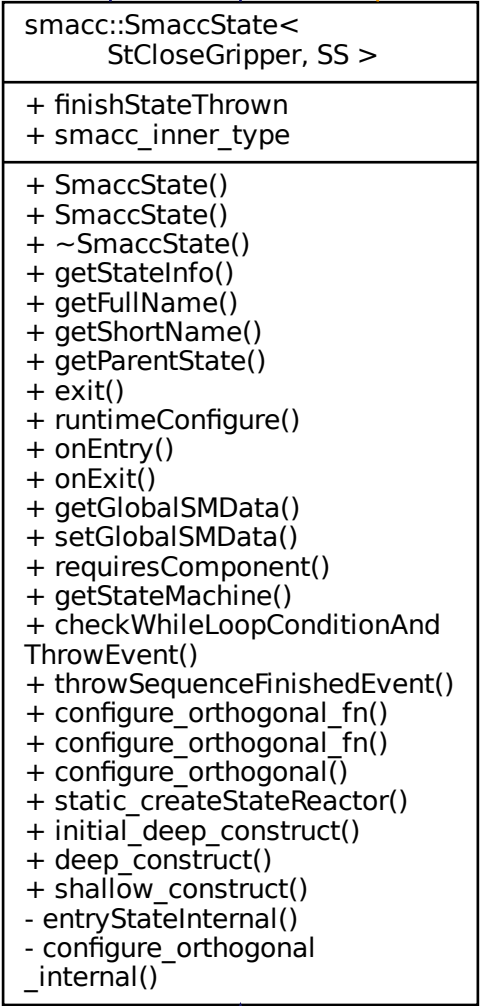 smacc::SmaccState<
StCloseGripper, SS >
+ finishStateThrown
+ smacc_inner_type
+ SmaccState()
+ SmaccState()
+ ~SmaccState()
+ getStateInfo()
+ getFullName()
+ getShortName()
+ getParentState()
+ exit()
+ runtimeConfigure()
+ onEntry()
+ onExit()
+ getGlobalSMData()
+ setGlobalSMData()
+ requiresComponent()
+ getStateMachine()
+ checkWhileLoopConditionAnd
ThrowEvent()
+ throwSequenceFinishedEvent()
+ configure_orthogonal_fn()
+ configure_orthogonal_fn()
+ configure_orthogonal()
+ static_createStateReactor()
+ initial_deep_construct()
+ deep_construct()
+ shallow_construct()
- entryStateInternal()
- configure_orthogonal
_internal()